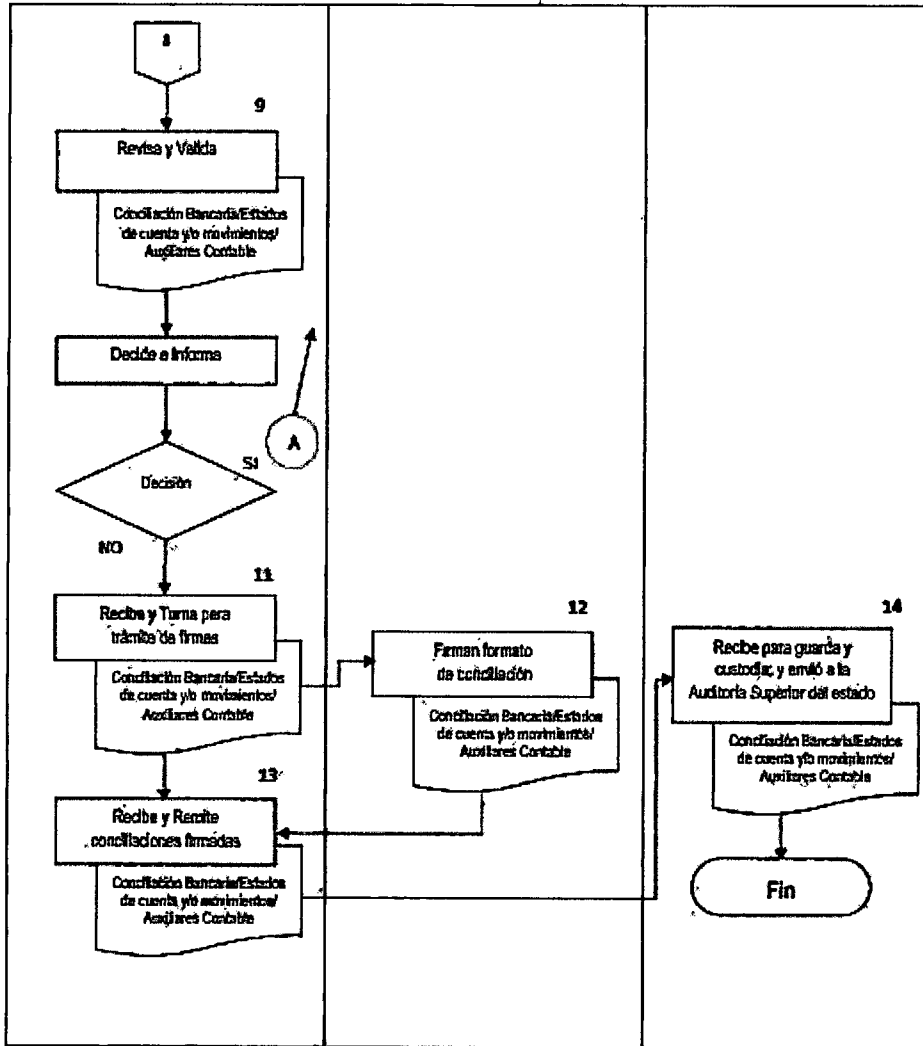 9
Revisa y Valida
Conciliación Bancaria/Estados
de cuenta y/o movimientos/
Auxiliares Contable
Decide e Informa
A
SI
Decisión
NO
11
Recibe y Turna para
trámite de firmas
Conciliación Bancaria/Estados
de cuenta y/o movimientos/
Auxiliares Contable
12
Firman formato
de conciliación
Conciliación Bancaria/Estados
de cuenta y/o movimientos/
Auxiliares Contable
13
Recibe y Remite
conciliaciones firmadas
Conciliación Bancaria/Estados
de cuenta y/o movimientos/
Auxiliares Contable
14
Recibe para guarda y
custodia, y envió a la
Auditoría Superior del estado
Conciliación Bancaria/Estados
de cuenta y/o movimientos/
Auxiliares Contable
Fin